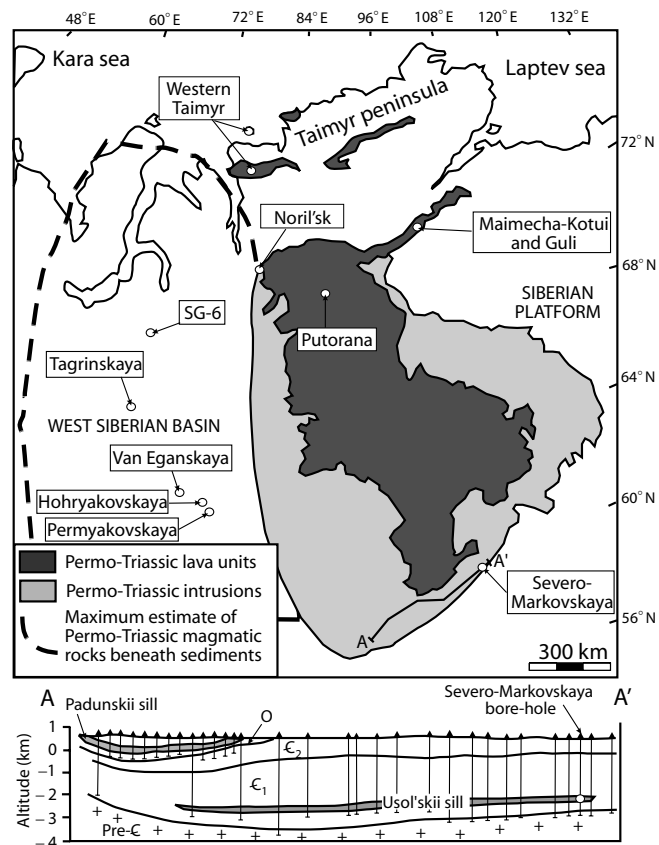 48°E 60°E 72°E 84°E 96°E 108°E 120°E 132°E
Kara sea
Laptev sea
Western
Taimyr
Taimyr peninsula
72°N
Noril'sk
Maimecha-Kotui
and Guli
68°N
SIBERIAN
PLATFORM
SG-6
Putorana
Tagrinskaya
64°N
WEST SIBERIAN BASIN
Van Eganskaya
Hohryakovskaya
60°N
Permyakovskaya
Permo-Triassic lava units
A'
Permo-Triassic intrusions
Severo-
Markovskaya
Maximum estimate of
Permo-Triassic magmatic
rocks beneath sediments
56°N
A
300 km
A
Padunskii sill
O
Severo-Markovskaya
bore-hole
A'
Altitude (km)
1
0
−1
−2
−3
−4
Ꞓ2
Ꞓ1
Usol'skii sill
Pre-Ꞓ